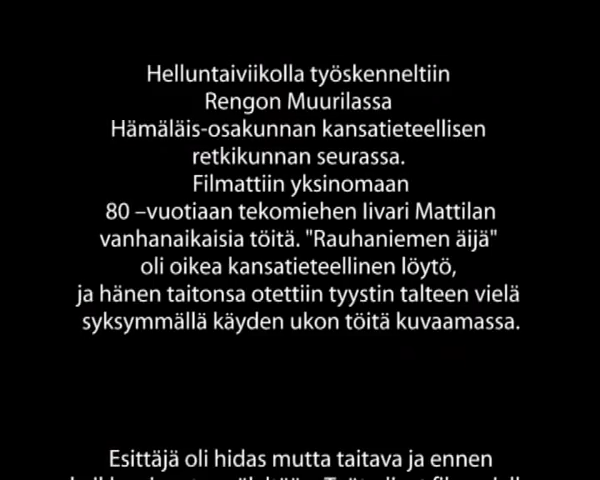 Helluntaiviikolla työskenneltiin
Rengon Muurilassa
Hämäläis-osakunnan kansatieteellisen
retkikunnan seurassa.
Filmattiin yksinomaan
80 –vuotiaan tekomiehen Iivari Mattilan
vanhanaikaisia töitä. "Rauhaniemen äijä"
oli oikea kansatieteellinen löytö,
ja hänen taitonsa otettiin tyystin talteen vielä
syksymmällä käyden ukon töitä kuvaamassa.
Esittäjä oli hidas mutta taitava ja ennen